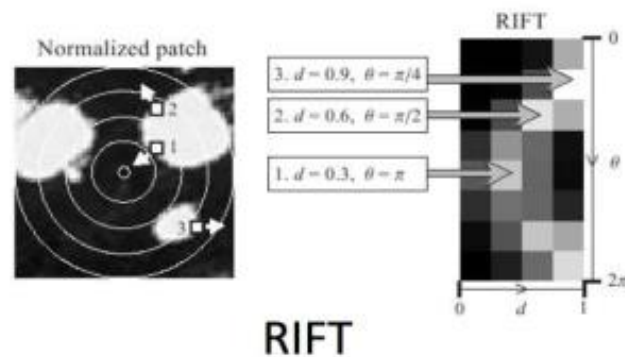 Normalized patch
2
1
3
RIFT
3. d = 0.9, θ = π/4
2. d = 0.6, θ = π/2
1. d = 0.3, θ = π
0
θ
2π
0
d
1
RIFT